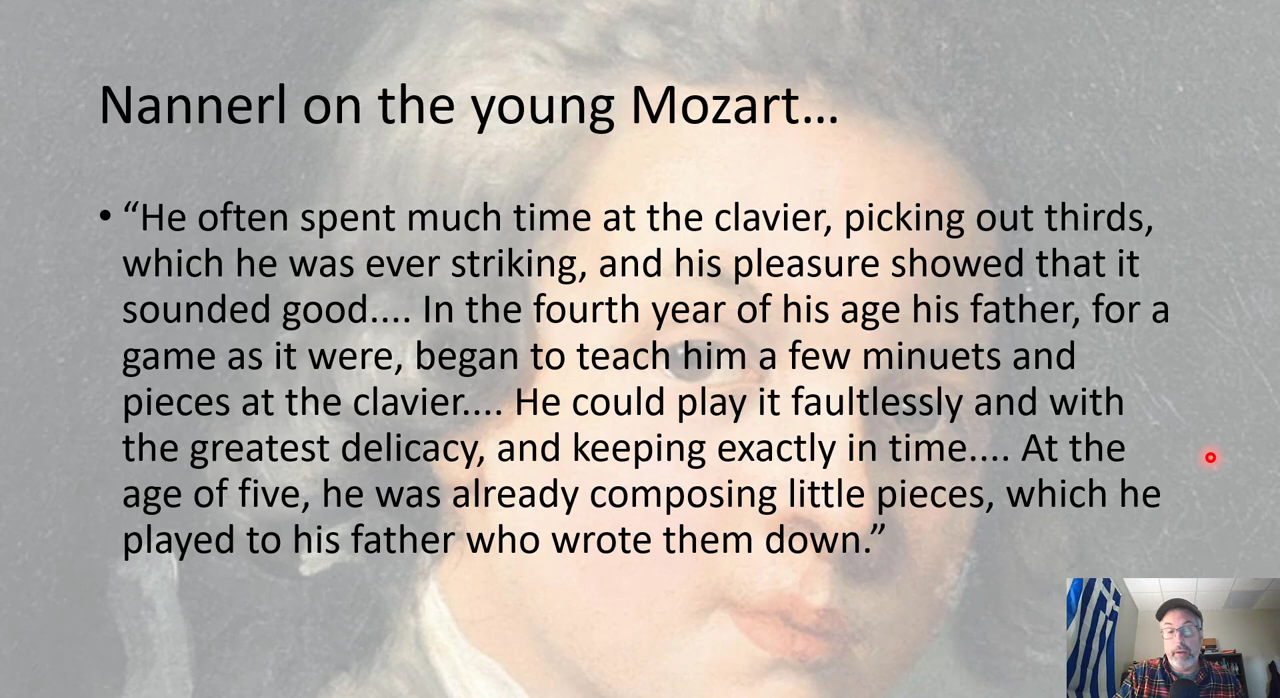 Nannerl on the young Mozart…
• “He often spent much time at the clavier, picking out thirds,
which he was ever striking, and his pleasure showed that it
sounded good.... In the fourth year of his age his father, for a
game as it were, began to teach him a few minuets and
pieces at the clavier.... He could play it faultlessly and with
the greatest delicacy, and keeping exactly in time.... At the
age of five, he was already composing little pieces, which he
played to his father who wrote them down.”